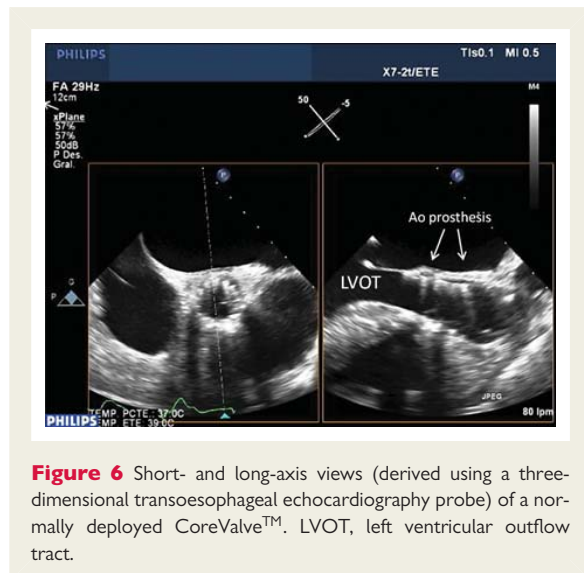 PHILIPS
TIs0.1 MI 0.5
X7-2t/ETE
FA 29Hz
12cm
M4
50 -5
xPlane
57%
57%
50dB
P Des.
Gral.
P
P
Ao prosthesis
LVOT
G
P
JPEG
TEMP. PCTE.: 37.0C
TEMP. ETE: 39.0C
PHILIPS
80 lpm
Figure 6 Short- and long-axis views (derived using a three-
dimensional transoesophageal echocardiography probe) of a nor-
mally deployed CoreValve™. LVOT, left ventricular outflow
tract.